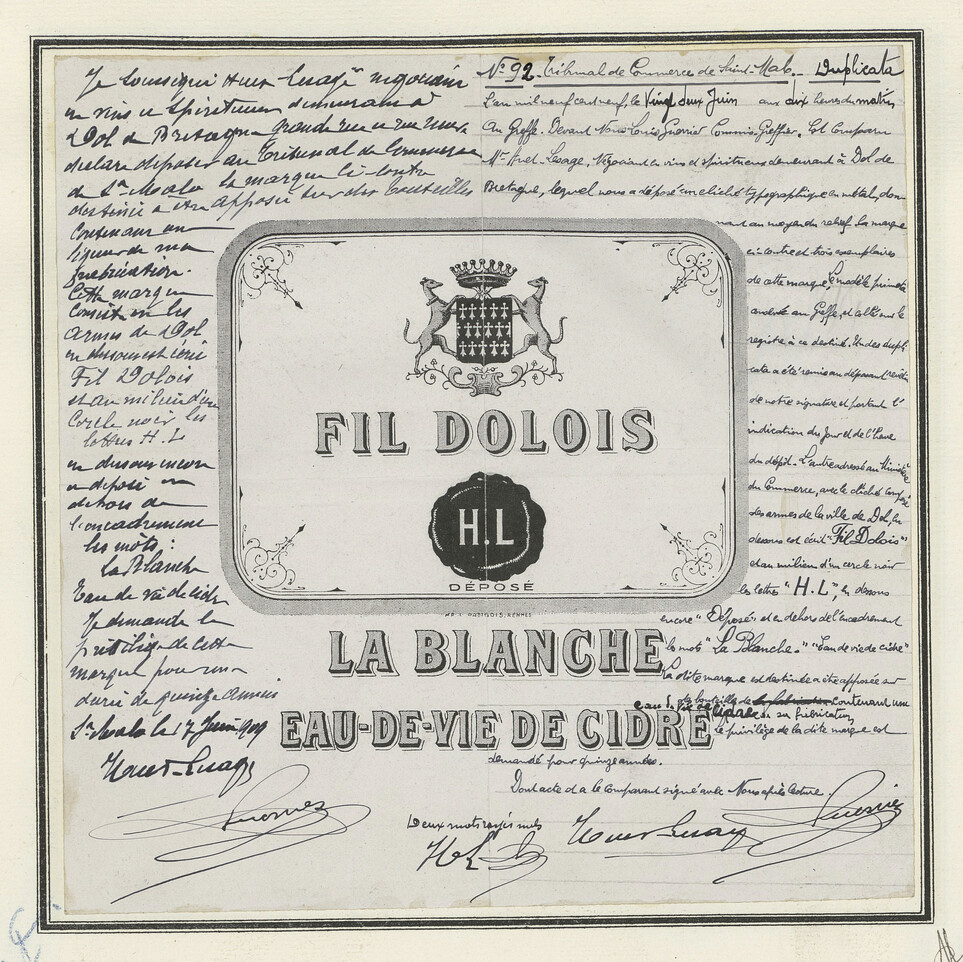 Je soussigné négociant
en vins et spiritueux demeurant à
Dol de Bretagne Grande rue
déclare déposer au Tribunal de Commerce
de St Malo la marque ci-contre
destinée à être apposée sur des bouteilles
contenant une
liqueur de ma
fabrication.
Cette marque
consiste en les
armes de Dol
en dessous est écrit
Fil Dolois
et au milieu d'un
cercle noir les
lettres H.L
en dessous encore
a déposé en
dehors de
l'encadrement
les mots :
La Blanche
Eau de vie de cidre
Je demande le
privilège de cette
marque pour une
durée de quinze années
St Malo le 17 Juin 1909
No 92. Tribunal de Commerce de Saint-Malo. Duplicata
L'an mil neuf cent neuf, le Vingt deux Juin aux dix heures du matin
Au Greffe. Devant Nous Louis Guernier Commis Greffier. Est Comparu
Mr Lesage, Négociant en vins et spiritueux demeurant à Dol de
Bretagne, lequel nous a déposé un cliché typographique en métal, don-
nant au moyen du relief la marque
ci-contre et trois exemplaires
de cette marque, le modèle
au Greffe, et collé sur le
registre à ce destiné. Un des dupli
cata a été remis au déposant revêtu
de notre signature et portant l'
indication du Jour et de l'heure
du dépôt. L'autre adressé au Ministère
du Commerce, avec le cliché composé
des armes de la ville de Dol, en
dessous est écrit "Fil Dolois"
et au milieu d'un cercle noir
les lettres "H.L", en dessous
encore "Déposé" et en dehors de l'encadrement
les mots "La Blanche." "Eau de vie de cidre"
La dite marque est destinée à être apposée sur
la bouteille de contenant une
eau de vie de cidre de sa fabrication,
le privilège de la dite marque est
demandé pour quinze années.
Dont acte et a le Comparant signé avec Nous après lecture.
Deux mots rayés nuls
FIL DOLOIS
H.L
DÉPOSÉ
LA BLANCHE
EAU-DE-VIE DE CIDRE